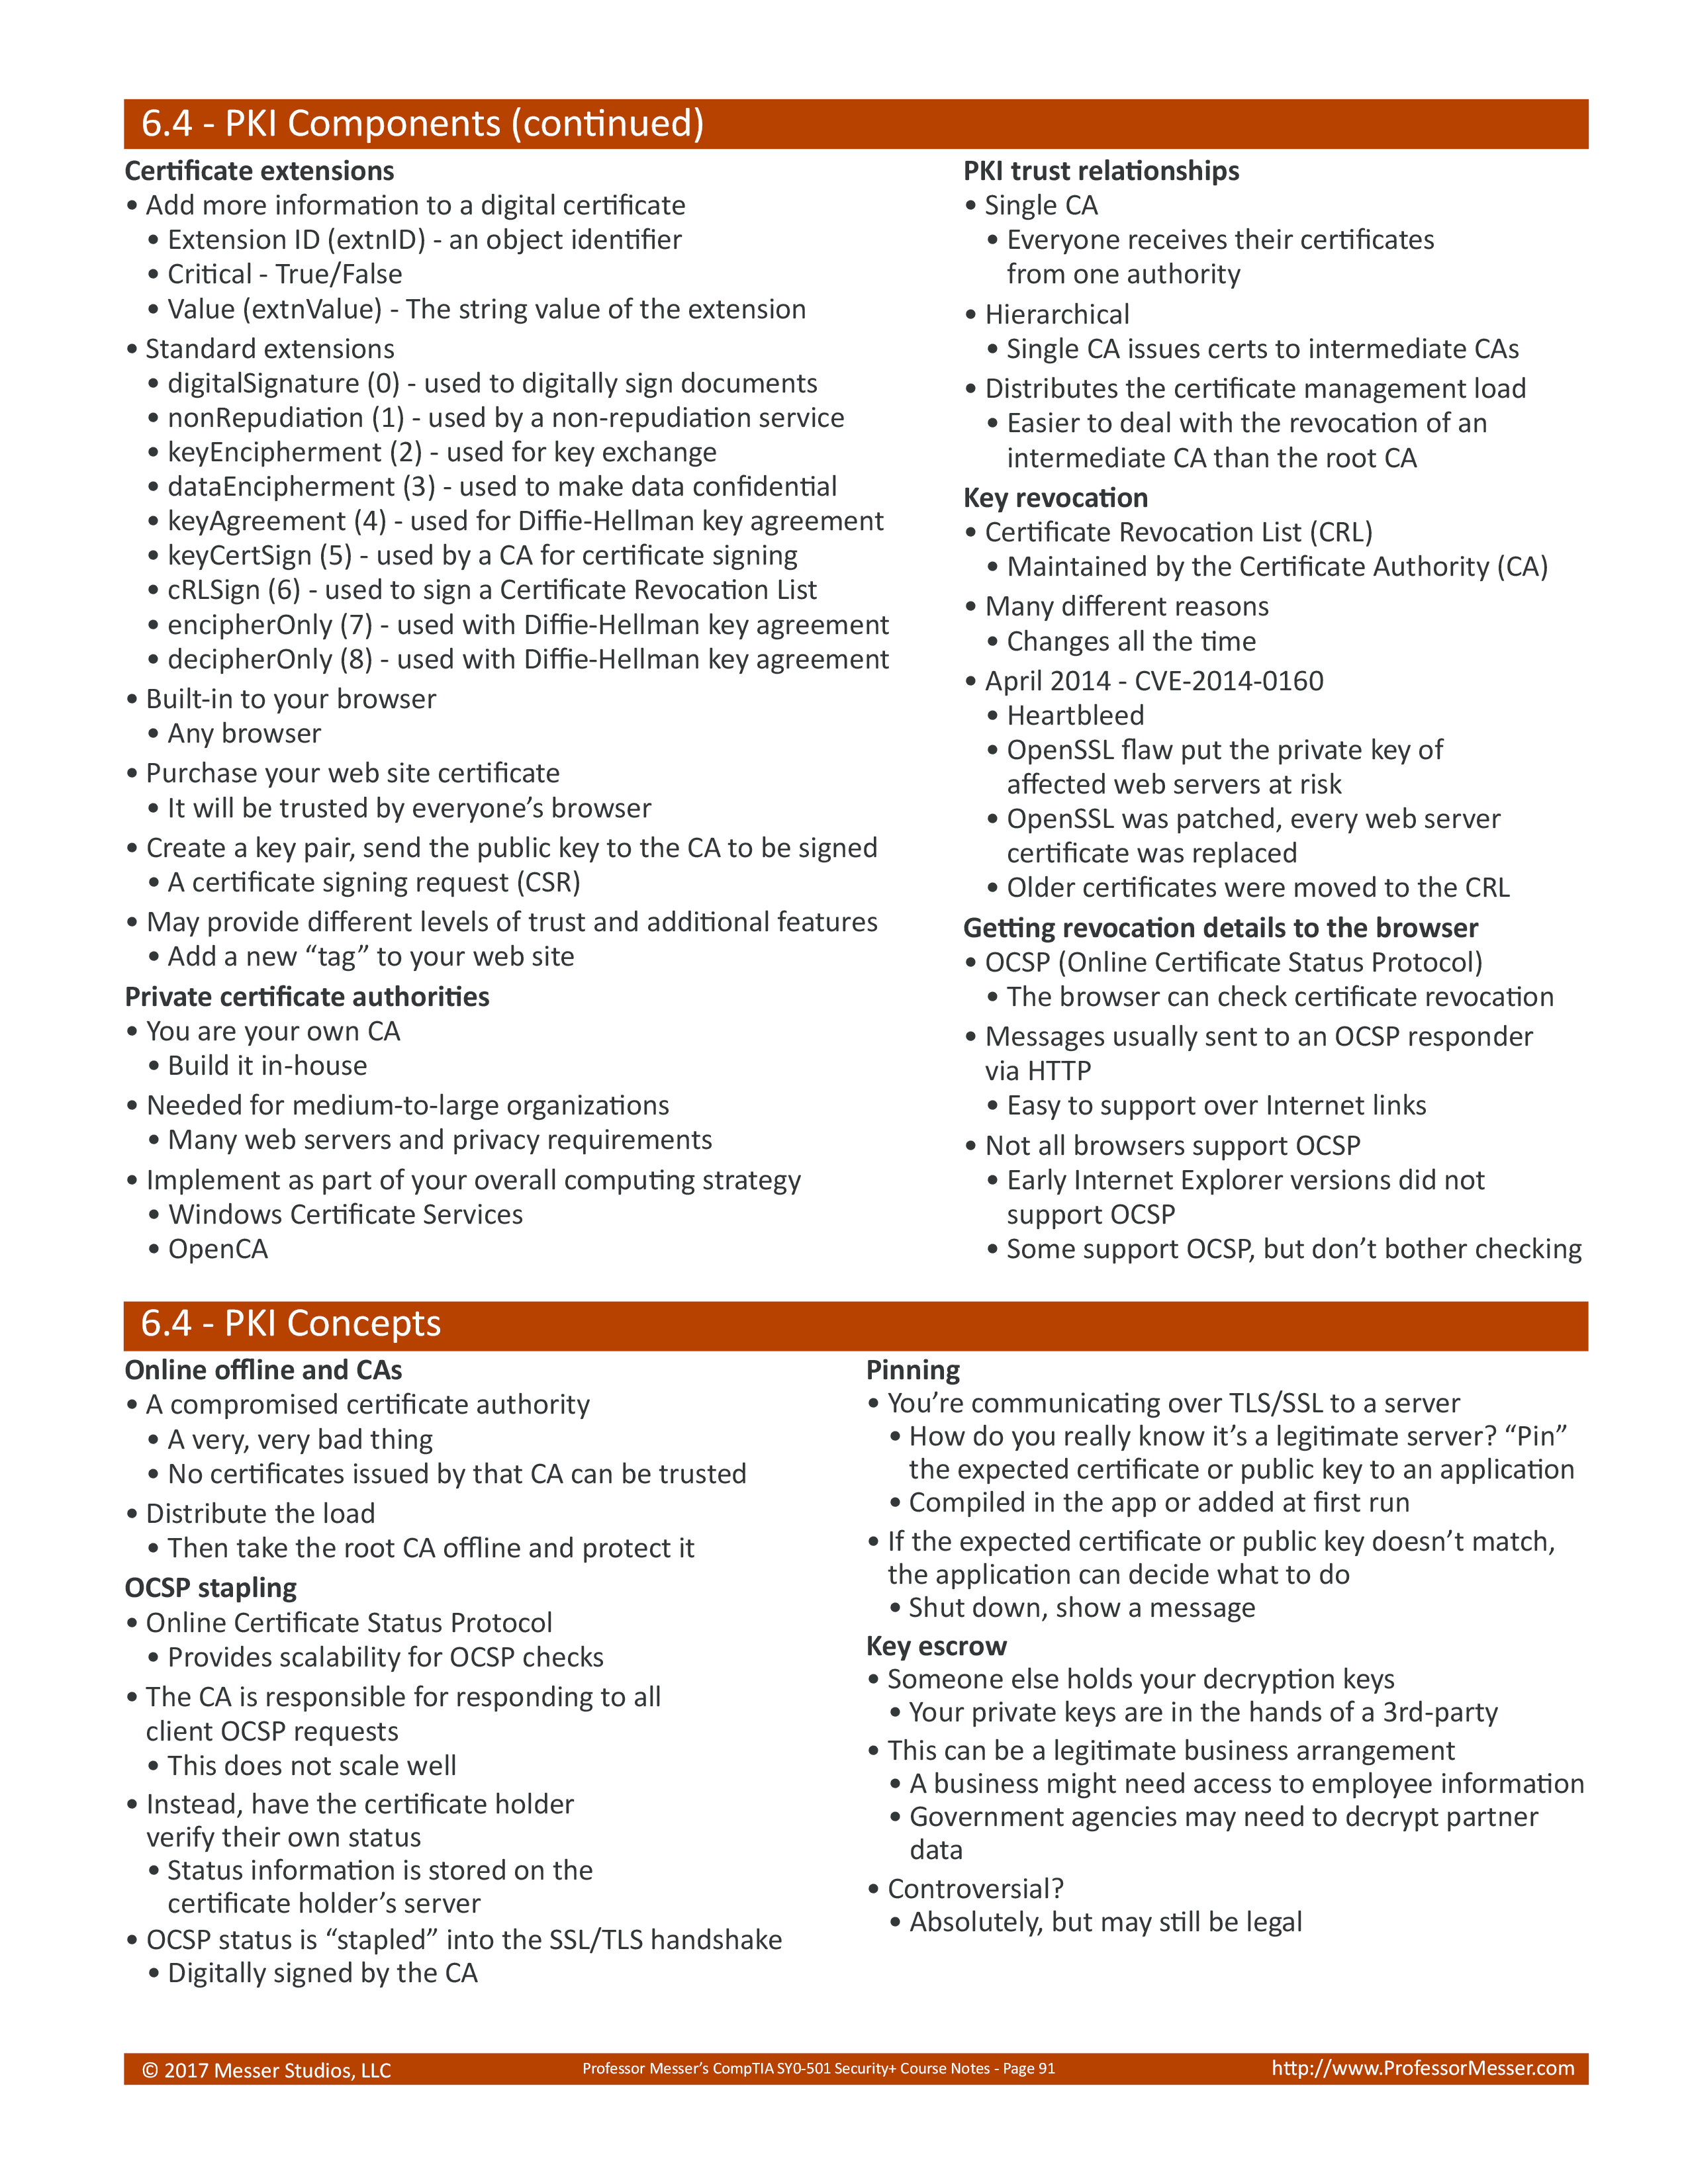 6.4 - PKI Components (continued)
Certificate extensions
• Add more information to a digital certificate
• Extension ID (extnID) - an object identifier
• Critical - True/False
• Value (extnValue) - The string value of the extension
• Standard extensions
• digitalSignature (0) - used to digitally sign documents
• nonRepudiation (1) - used by a non-repudiation service
• keyEncipherment (2) - used for key exchange
• dataEncipherment (3) - used to make data confidential
• keyAgreement (4) - used for Diffie-Hellman key agreement
• keyCertSign (5) - used by a CA for certificate signing
• cRLSign (6) - used to sign a Certificate Revocation List
• encipherOnly (7) - used with Diffie-Hellman key agreement
• decipherOnly (8) - used with Diffie-Hellman key agreement
• Built-in to your browser
• Any browser
• Purchase your web site certificate
• It will be trusted by everyone’s browser
• Create a key pair, send the public key to the CA to be signed
• A certificate signing request (CSR)
• May provide different levels of trust and additional features
• Add a new “tag” to your web site
Private certificate authorities
• You are your own CA
• Build it in-house
• Needed for medium-to-large organizations
• Many web servers and privacy requirements
• Implement as part of your overall computing strategy
• Windows Certificate Services
• OpenCA
PKI trust relationships
• Single CA
• Everyone receives their certificates
from one authority
• Hierarchical
• Single CA issues certs to intermediate CAs
• Distributes the certificate management load
• Easier to deal with the revocation of an
intermediate CA than the root CA
Key revocation
• Certificate Revocation List (CRL)
• Maintained by the Certificate Authority (CA)
• Many different reasons
• Changes all the time
• April 2014 - CVE-2014-0160
• Heartbleed
• OpenSSL flaw put the private key of
affected web servers at risk
• OpenSSL was patched, every web server
certificate was replaced
• Older certificates were moved to the CRL
Getting revocation details to the browser
• OCSP (Online Certificate Status Protocol)
• The browser can check certificate revocation
• Messages usually sent to an OCSP responder
via HTTP
• Easy to support over Internet links
• Not all browsers support OCSP
• Early Internet Explorer versions did not
support OCSP
• Some support OCSP, but don’t bother checking
6.4 - PKI Concepts
Online offline and CAs
• A compromised certificate authority
• A very, very bad thing
• No certificates issued by that CA can be trusted
• Distribute the load
• Then take the root CA offline and protect it
OCSP stapling
• Online Certificate Status Protocol
• Provides scalability for OCSP checks
• The CA is responsible for responding to all
client OCSP requests
• This does not scale well
• Instead, have the certificate holder
verify their own status
• Status information is stored on the
certificate holder’s server
• OCSP status is “stapled” into the SSL/TLS handshake
• Digitally signed by the CA
Pinning
• You’re communicating over TLS/SSL to a server
• How do you really know it’s a legitimate server? “Pin”
the expected certificate or public key to an application
• Compiled in the app or added at first run
• If the expected certificate or public key doesn’t match,
the application can decide what to do
• Shut down, show a message
Key escrow
• Someone else holds your decryption keys
• Your private keys are in the hands of a 3rd-party
• This can be a legitimate business arrangement
• A business might need access to employee information
• Government agencies may need to decrypt partner
data
• Controversial?
• Absolutely, but may still be legal
© 2017 Messer Studios, LLC
Professor Messer’s CompTIA SY0-501 Security+ Course Notes - Page 91
http://www.ProfessorMesser.com